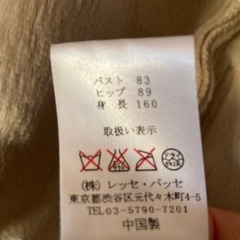 バスト 83
ヒップ 89
身 長 160
取扱い表示
(株)レッセ・パッセ
東京都渋谷区元代々木町4-5
TEL03-5790-7201
中国製